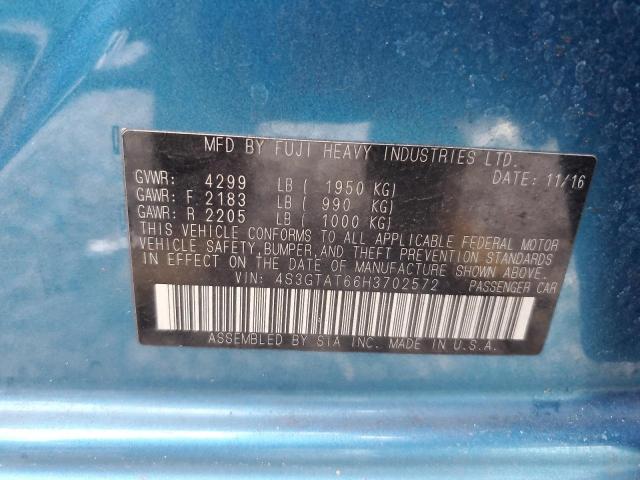 MFD BY FUJI HEAVY INDUSTRIES LTD.
DATE: 11/16
GVWR: 4299 LB ( 1950 KG)
GAWR: F 2183 LB ( 990 KG)
GAWR: R 2205 LB ( 1000 KG)
THIS VEHICLE CONFORMS TO ALL APPLICABLE FEDERAL MOTOR
VEHICLE SAFETY, BUMPER, AND THEFT PREVENTION STANDARDS
IN EFFECT ON THE DATE OF MANUFACTURE SHOWN ABOVE.
VIN: 4S3GTAT66H3702572 PASSENGER CAR
ASSEMBLED BY SIA INC. MADE IN U.S.A.